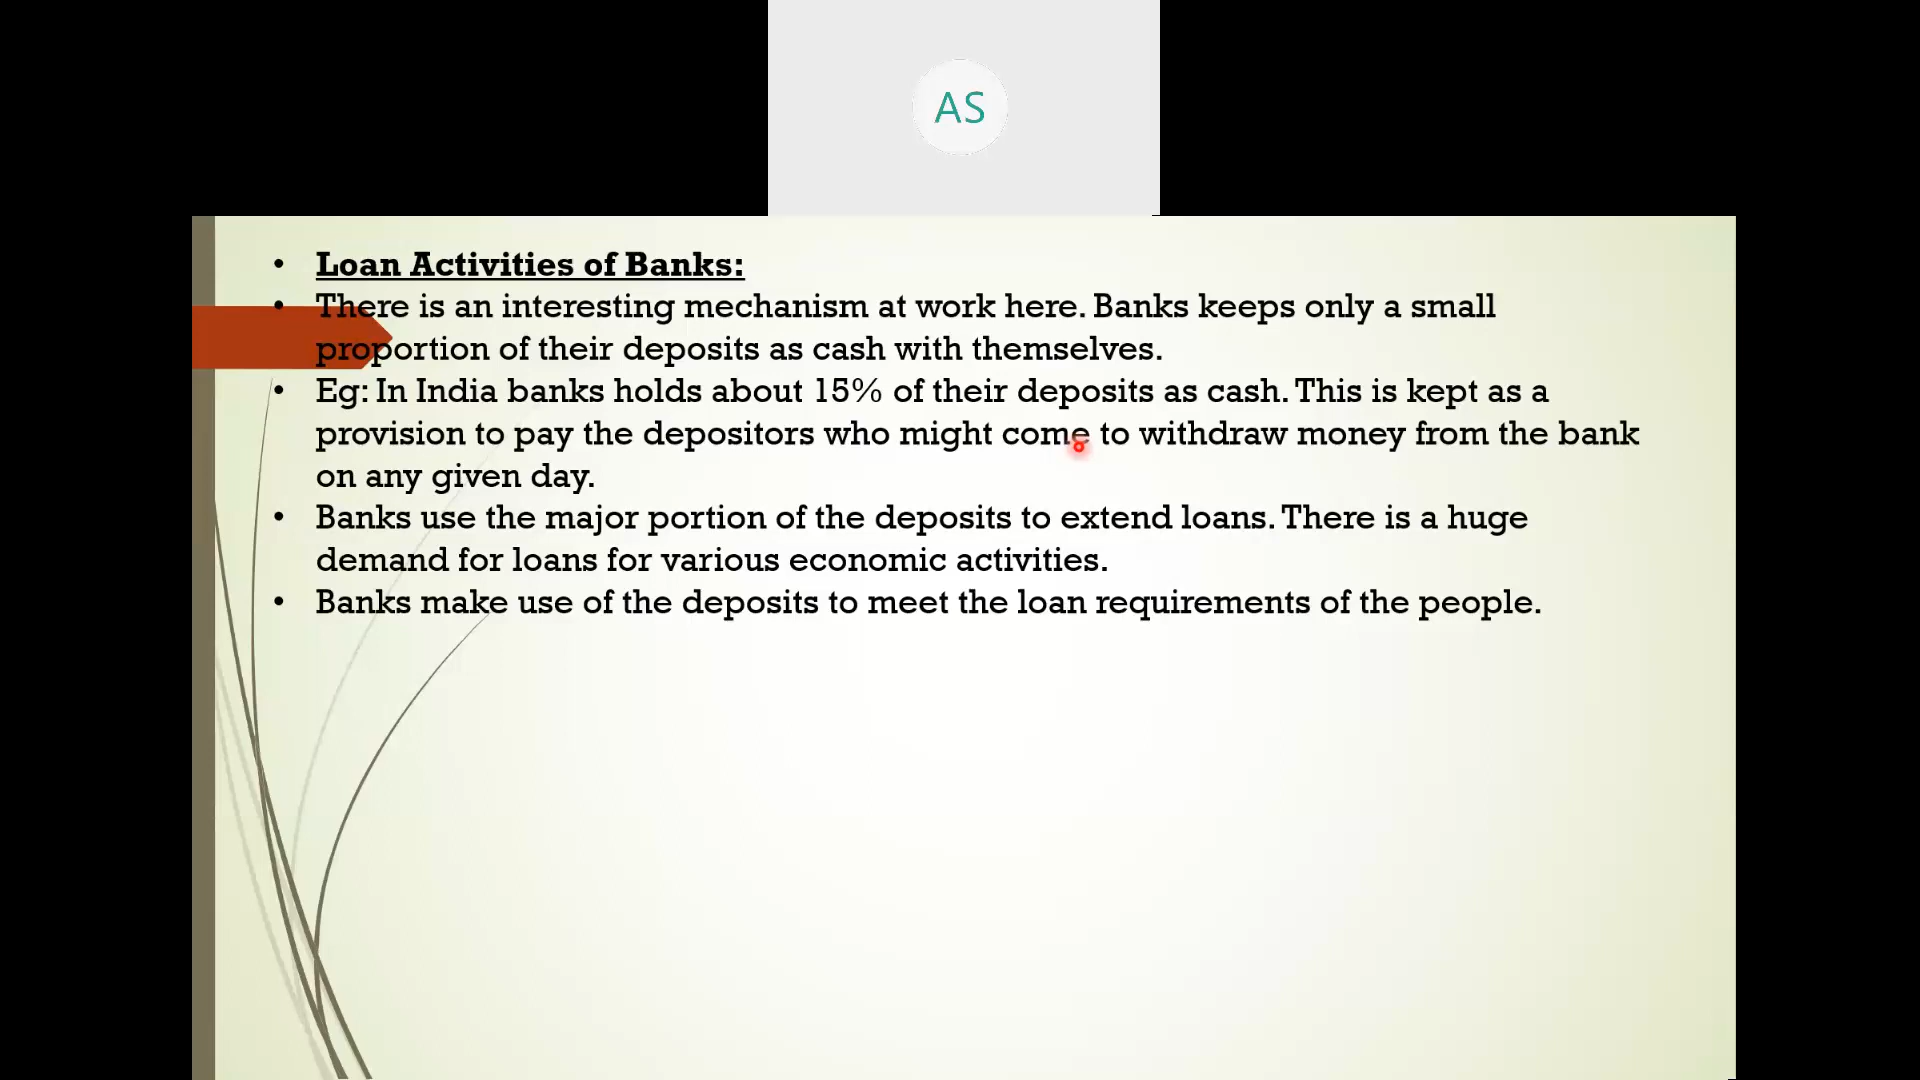 AS
• Loan Activities of Banks:
• There is an interesting mechanism at work here. Banks keeps only a small
proportion of their deposits as cash with themselves.
• Eg: In India banks holds about 15% of their deposits as cash. This is kept as a
provision to pay the depositors who might come to withdraw money from the bank
on any given day.
• Banks use the major portion of the deposits to extend loans. There is a huge
demand for loans for various economic activities.
• Banks make use of the deposits to meet the loan requirements of the people.